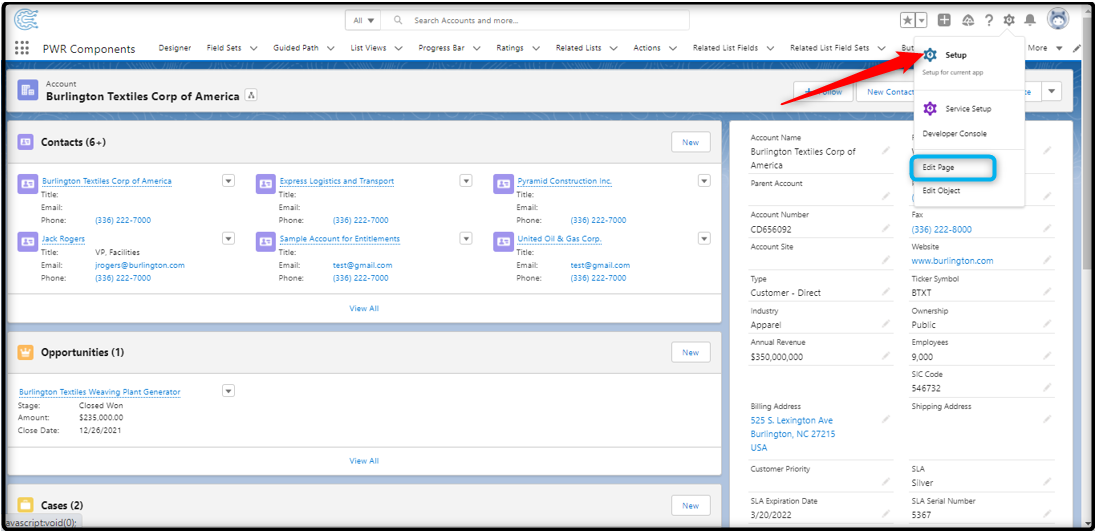 All
Search Accounts and more...
PWR Components
Designer
Field Sets
Guided Path
List Views
Progress Bar
Ratings
Related Lists
Actions
Related List Fields
Related List Field Sets
More
Setup
Setup for current app
Service Setup
Developer Console
Edit Page
Edit Object
Account
Burlington Textiles Corp of America
New Contact
Contacts (6+)
New
Burlington Textiles Corp of America
Title:
Email:
Phone: (336) 222-7000
Express Logistics and Transport
Title:
Email:
Phone: (336) 222-7000
Pyramid Construction Inc.
Title:
Email:
Phone: (336) 222-7000
Jack Rogers
Title: VP, Facilities
Email: jrogers@burlington.com
Phone: (336) 222-7000
Sample Account for Entitlements
Title:
Email: test@gmail.com
Phone: (336) 222-7000
United Oil & Gas Corp.
Title:
Email: test@gmail.com
Phone: (336) 222-7000
View All
Opportunities (1)
New
Burlington Textiles Weaving Plant Generator
Stage: Closed Won
Amount: $235,000.00
Close Date: 12/26/2021
View All
Cases (2)
New
avascript:void(0);
Account Name
Burlington Textiles Corp of
America
Parent Account
Account Number
CD656092
Fax
(336) 222-8000
Account Site
Website
www.burlington.com
Type
Customer - Direct
Ticker Symbol
BTXT
Industry
Apparel
Ownership
Public
Annual Revenue
$350,000,000
Employees
9,000
SIC Code
546732
Billing Address
525 S. Lexington Ave
Burlington, NC 27215
USA
Shipping Address
Customer Priority
SLA
Silver
SLA Expiration Date
3/20/2022
SLA Serial Number
5367